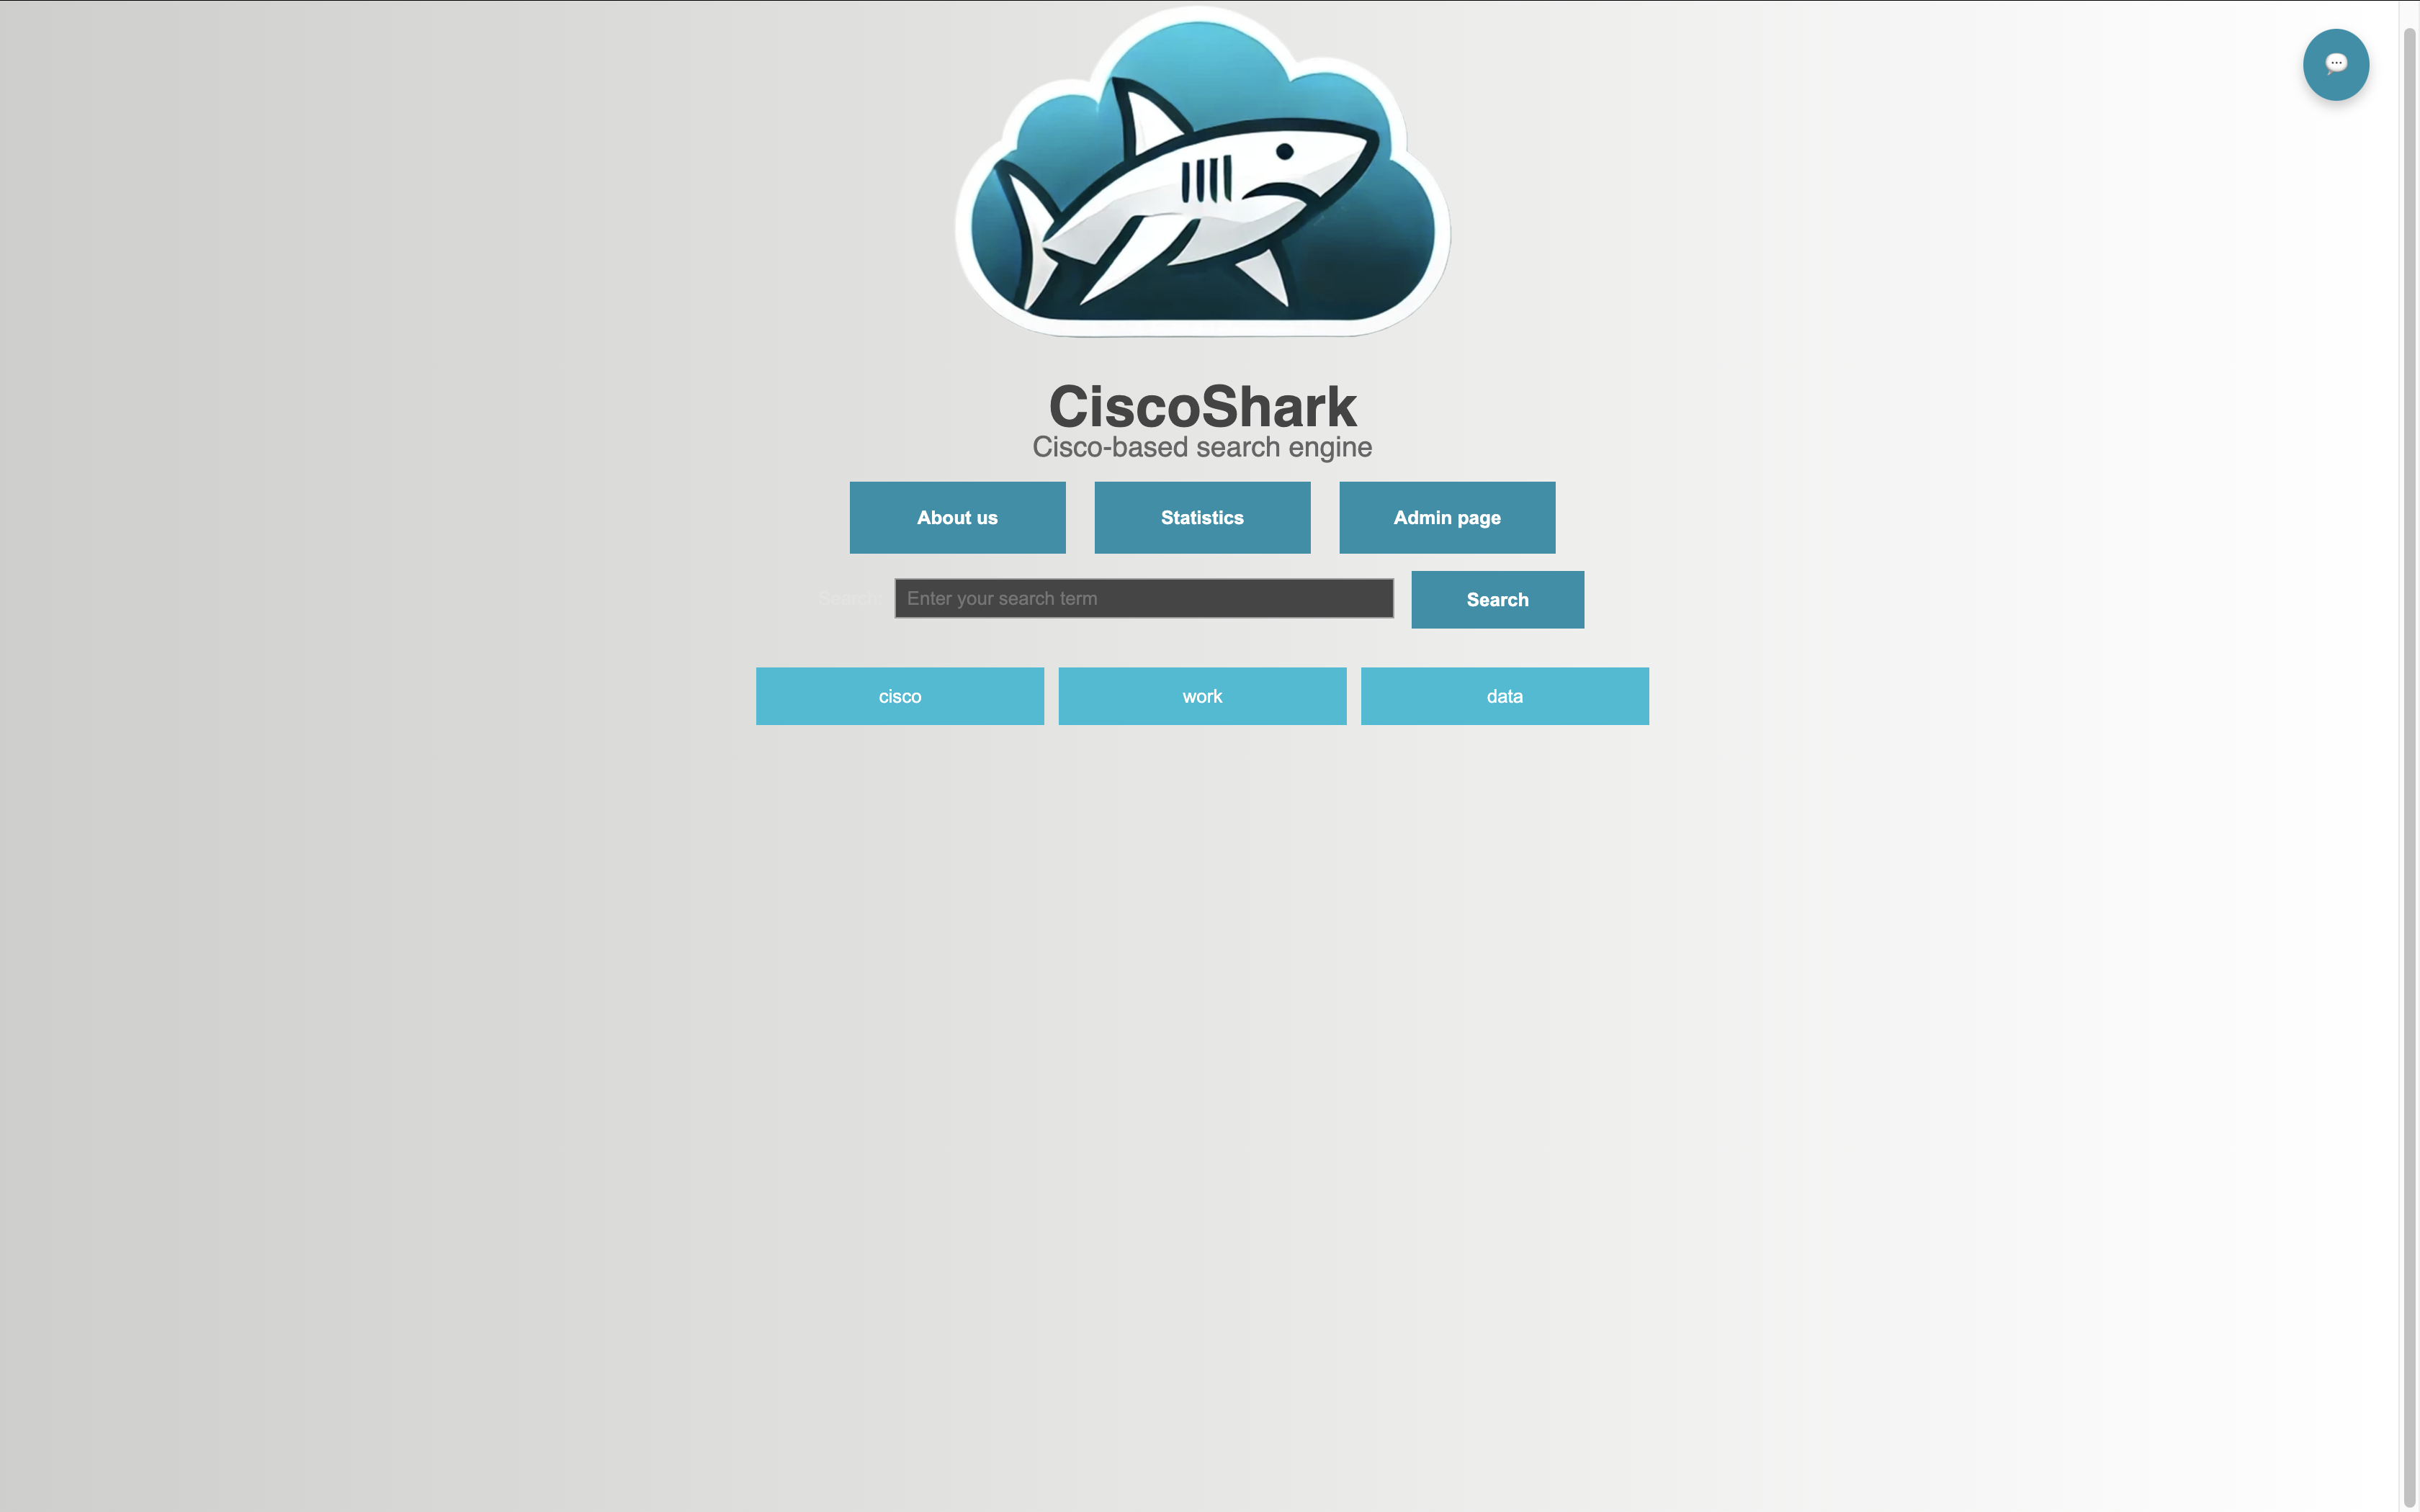 CiscoShark
Cisco-based search engine
About us Statistics Admin page
Search Enter your search term Search
cisco work data